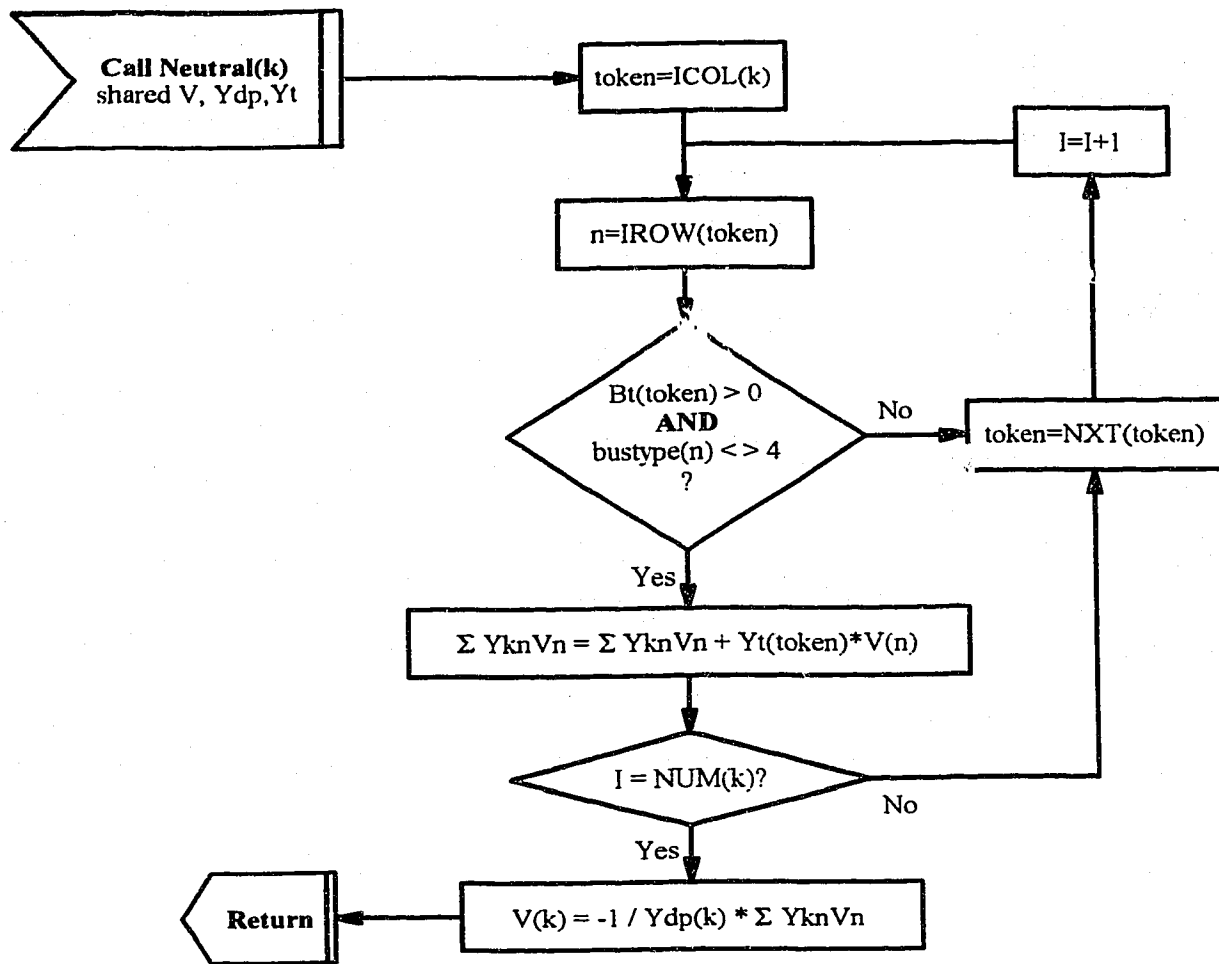 Call Neutral(k)
shared V, Ydp,Yt
token=ICOL(k)
I=I+1
n=IROW(token)
Bt(token) > 0
AND
bustype(n) < > 4
?
No
token=NXT(token)
Yes
Σ YknVn = Σ YknVn + Yt(token)*V(n)
I = NUM(k)?
No
Yes
V(k) = -1 / Ydp(k) * Σ YknVn
Return